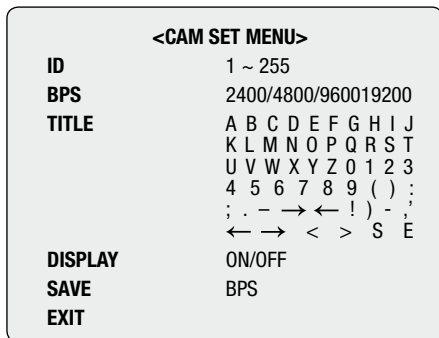 <CAM SET MENU>
ID 1 ~ 255
BPS 2400/4800/960019200
TITLE A B C D E F G H I J
K L M N O P Q R S T
U V W X Y Z 0 1 2 3
4 5 6 7 8 9 ( ) :
; . – → ← ! ) - ,’
← → < > S E
DISPLAY ON/OFF
SAVE BPS
EXIT